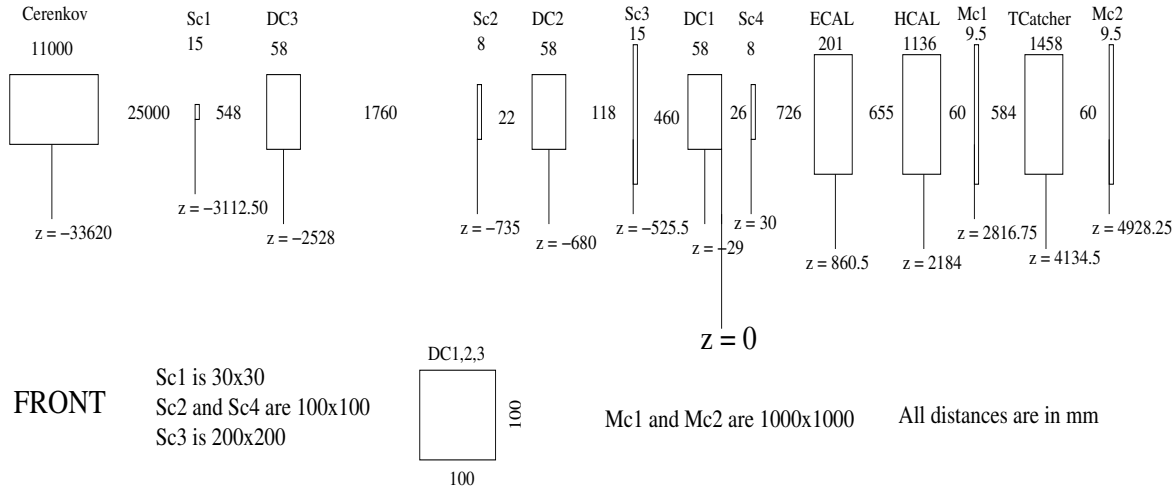 Cerenkov Sc1 DC3 Sc2 DC2 Sc3 DC1 Sc4 ECAL HCAL Mc1 TCatcher Mc2
11000 15 58 8 58 15 58 8 201 1136 9.5 1458 9.5
25000 548 1760 22 118 460 26 726 655 60 584 60
z = −33620
z = −3112.50
z = −2528
z = −735
z = −680
z = −525.5
z = −29
z = 30
z = 860.5
z = 2184
z = 2816.75
z = 4134.5
z = 4928.25
z = 0
FRONT
Sc1 is 30x30
Sc2 and Sc4 are 100x100
Sc3 is 200x200
DC1,2,3
100
100
Mc1 and Mc2 are 1000x1000
All distances are in mm